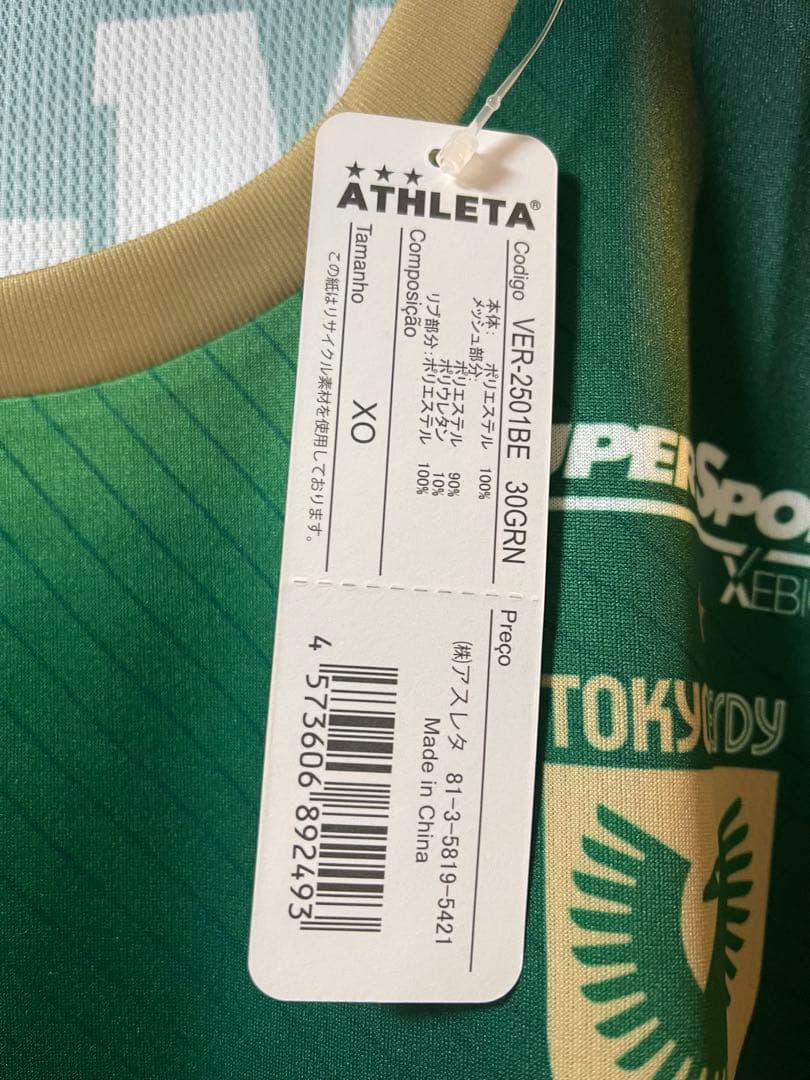 ★★★
ATHLETA®
Codigo VER-2501BE 30GRN
本体: ポリエステル 100%
メッシュ部分:
ポリエステル 90%
ポリウレタン 10%
リブ部分:ポリエステル 100%
Composição
Tamanho XO
この紙はリサイクル素材を使用しております。
Preço
(株)アスレタ 81-3-5819-5421
Made in China
4 573606 892493
TOKYO